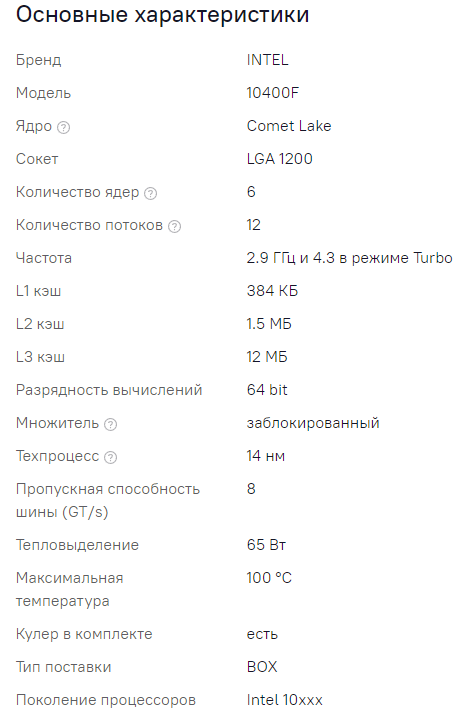 Основные характеристики
Бренд INTEL
Модель 10400F
Ядро ? Comet Lake
Сокет LGA 1200
Количество ядер ? 6
Количество потоков ? 12
Частота 2.9 ГГц и 4.3 в режиме Turbo
L1 кэш 384 КБ
L2 кэш 1.5 МБ
L3 кэш 12 МБ
Разрядность вычислений 64 bit
Множитель ? заблокированный
Техпроцесс ? 14 нм
Пропускная способность 8
шины (GT/s)
Тепловыделение 65 Вт
Максимальная 100 °C
температура
Кулер в комплекте есть
Тип поставки BOX
Поколение процессоров Intel 10xxx